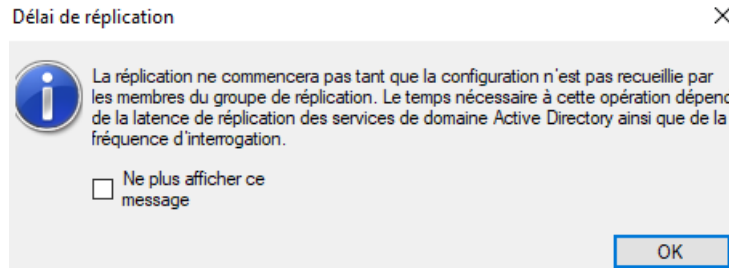 Délai de réplication
La réplication ne commencera pas tant que la configuration n'est pas recueillie par
les membres du groupe de réplication. Le temps nécessaire à cette opération dépend
de la latence de réplication des services de domaine Active Directory ainsi que de la
fréquence d'interrogation.
Ne plus afficher ce
message
OK